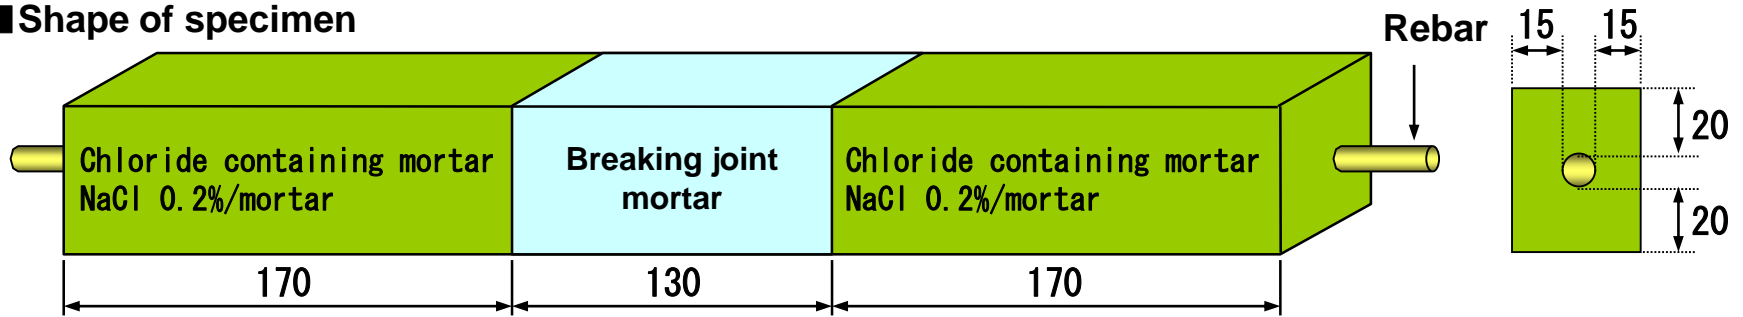 ■Shape of specimen
Rebar
15 15
Chloride containing mortar
NaCl 0.2%/mortar
Breaking joint
mortar
Chloride containing mortar
NaCl 0.2%/mortar
20
20
170 130 170